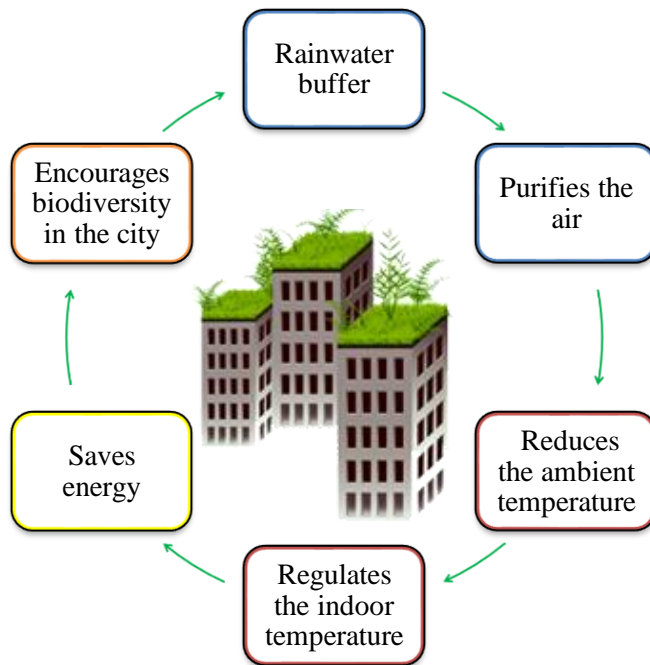 Rainwater
buffer
Purifies the
air
Reduces
the ambient
temperature
Regulates
the indoor
temperature
Saves
energy
Encourages
biodiversity
in the city